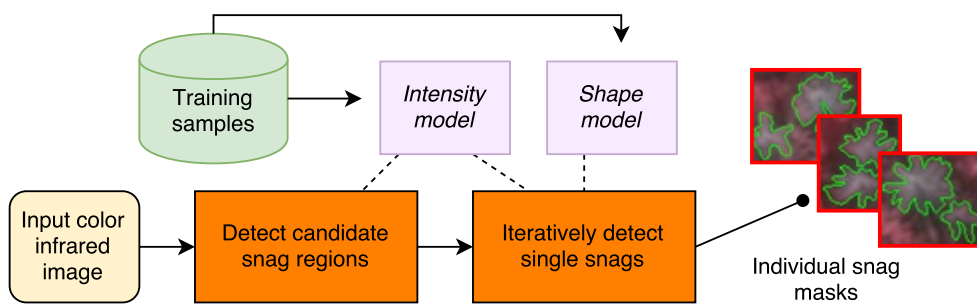 Training
samples
Intensity
model
Shape
model
Input color
infrared
image
Detect candidate
snag regions
Iteratively detect
single snags
Individual snag
masks